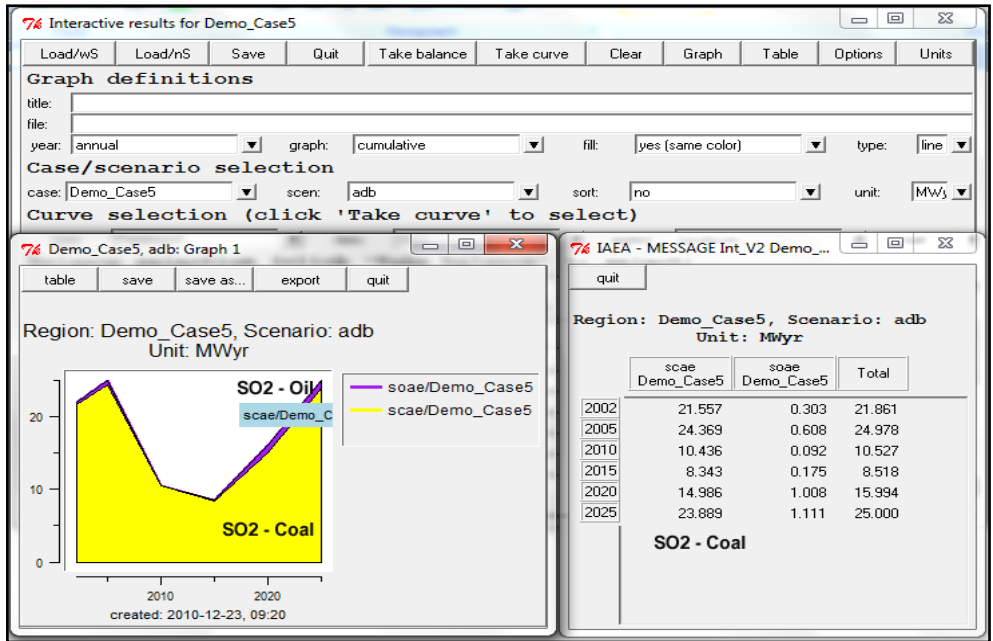 Interactive results for Demo_Case5
Load/wS Load/nS Save Quit Take balance Take curve Clear Graph Table Options Units
Graph definitions
title:
file:
year: annual graph: cumulative fill: yes (same color) type: line
Case/scenario selection
case: Demo_Case5 scen: adb sort: no unit: MWy
Curve selection (click 'Take curve' to select)
Demo_Case5, adb: Graph 1
table save save as... export quit
Region: Demo_Case5, Scenario: adb
Unit: MWyr
SO2 - Oil
scae/Demo_C
soae/Demo_Case5
scae/Demo_Case5
20
10
0
SO2 - Coal
2010 2020
created: 2010-12-23, 09:20
IAEA - MESSAGE Int_V2 Demo_...
quit
Region: Demo_Case5, Scenario: adb
Unit: MWyr
scae soae Total
Demo_Case5 Demo_Case5
2002 21.557 0.303 21.861
2005 24.369 0.608 24.978
2010 10.436 0.092 10.527
2015 8.343 0.175 8.518
2020 14.986 1.008 15.994
2025 23.889 1.111 25.000
SO2 - Coal